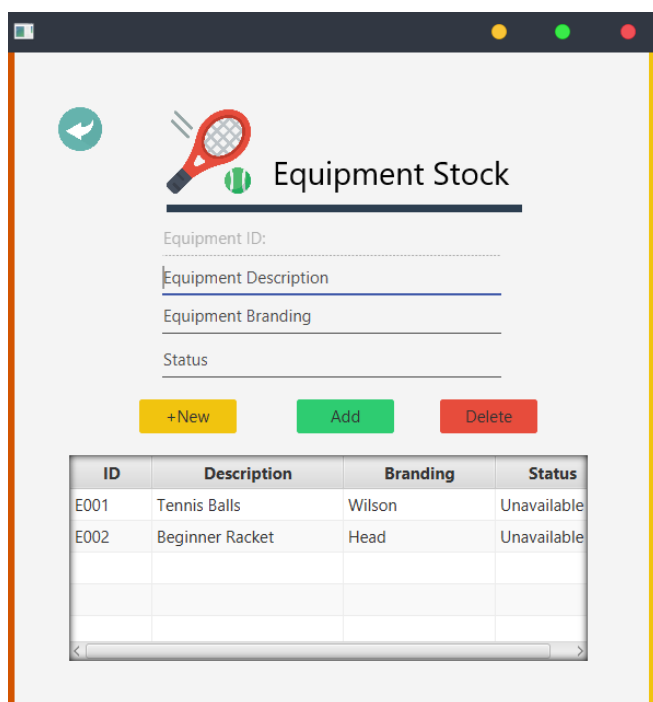 Equipment Stock
Equipment ID:
Equipment Description
Equipment Branding
Status
+New Add Delete
ID Description Branding Status
E001 Tennis Balls Wilson Unavailable
E002 Beginner Racket Head Unavailable